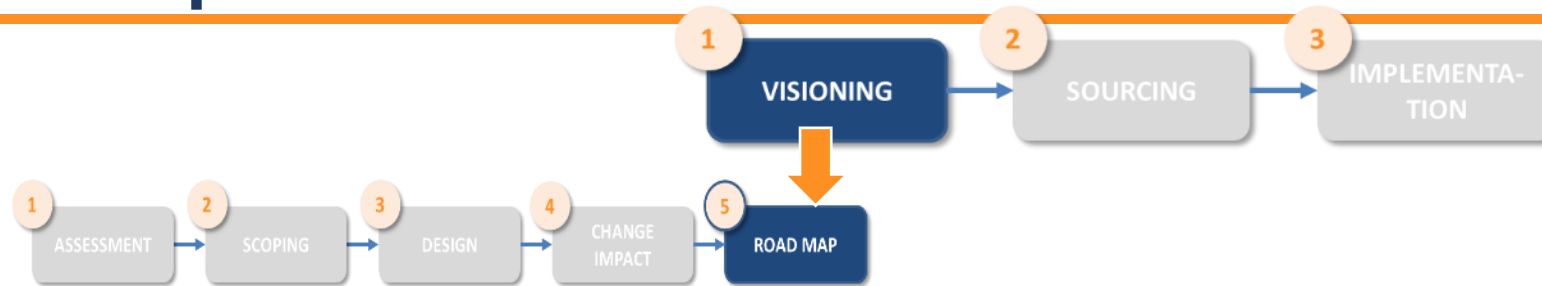 1
VISIONING
2
SOURCING
3
IMPLEMENTA-
TION
1
ASSESSMENT
2
SCOPING
3
DESIGN
4
CHANGE
IMPACT
5
ROAD MAP